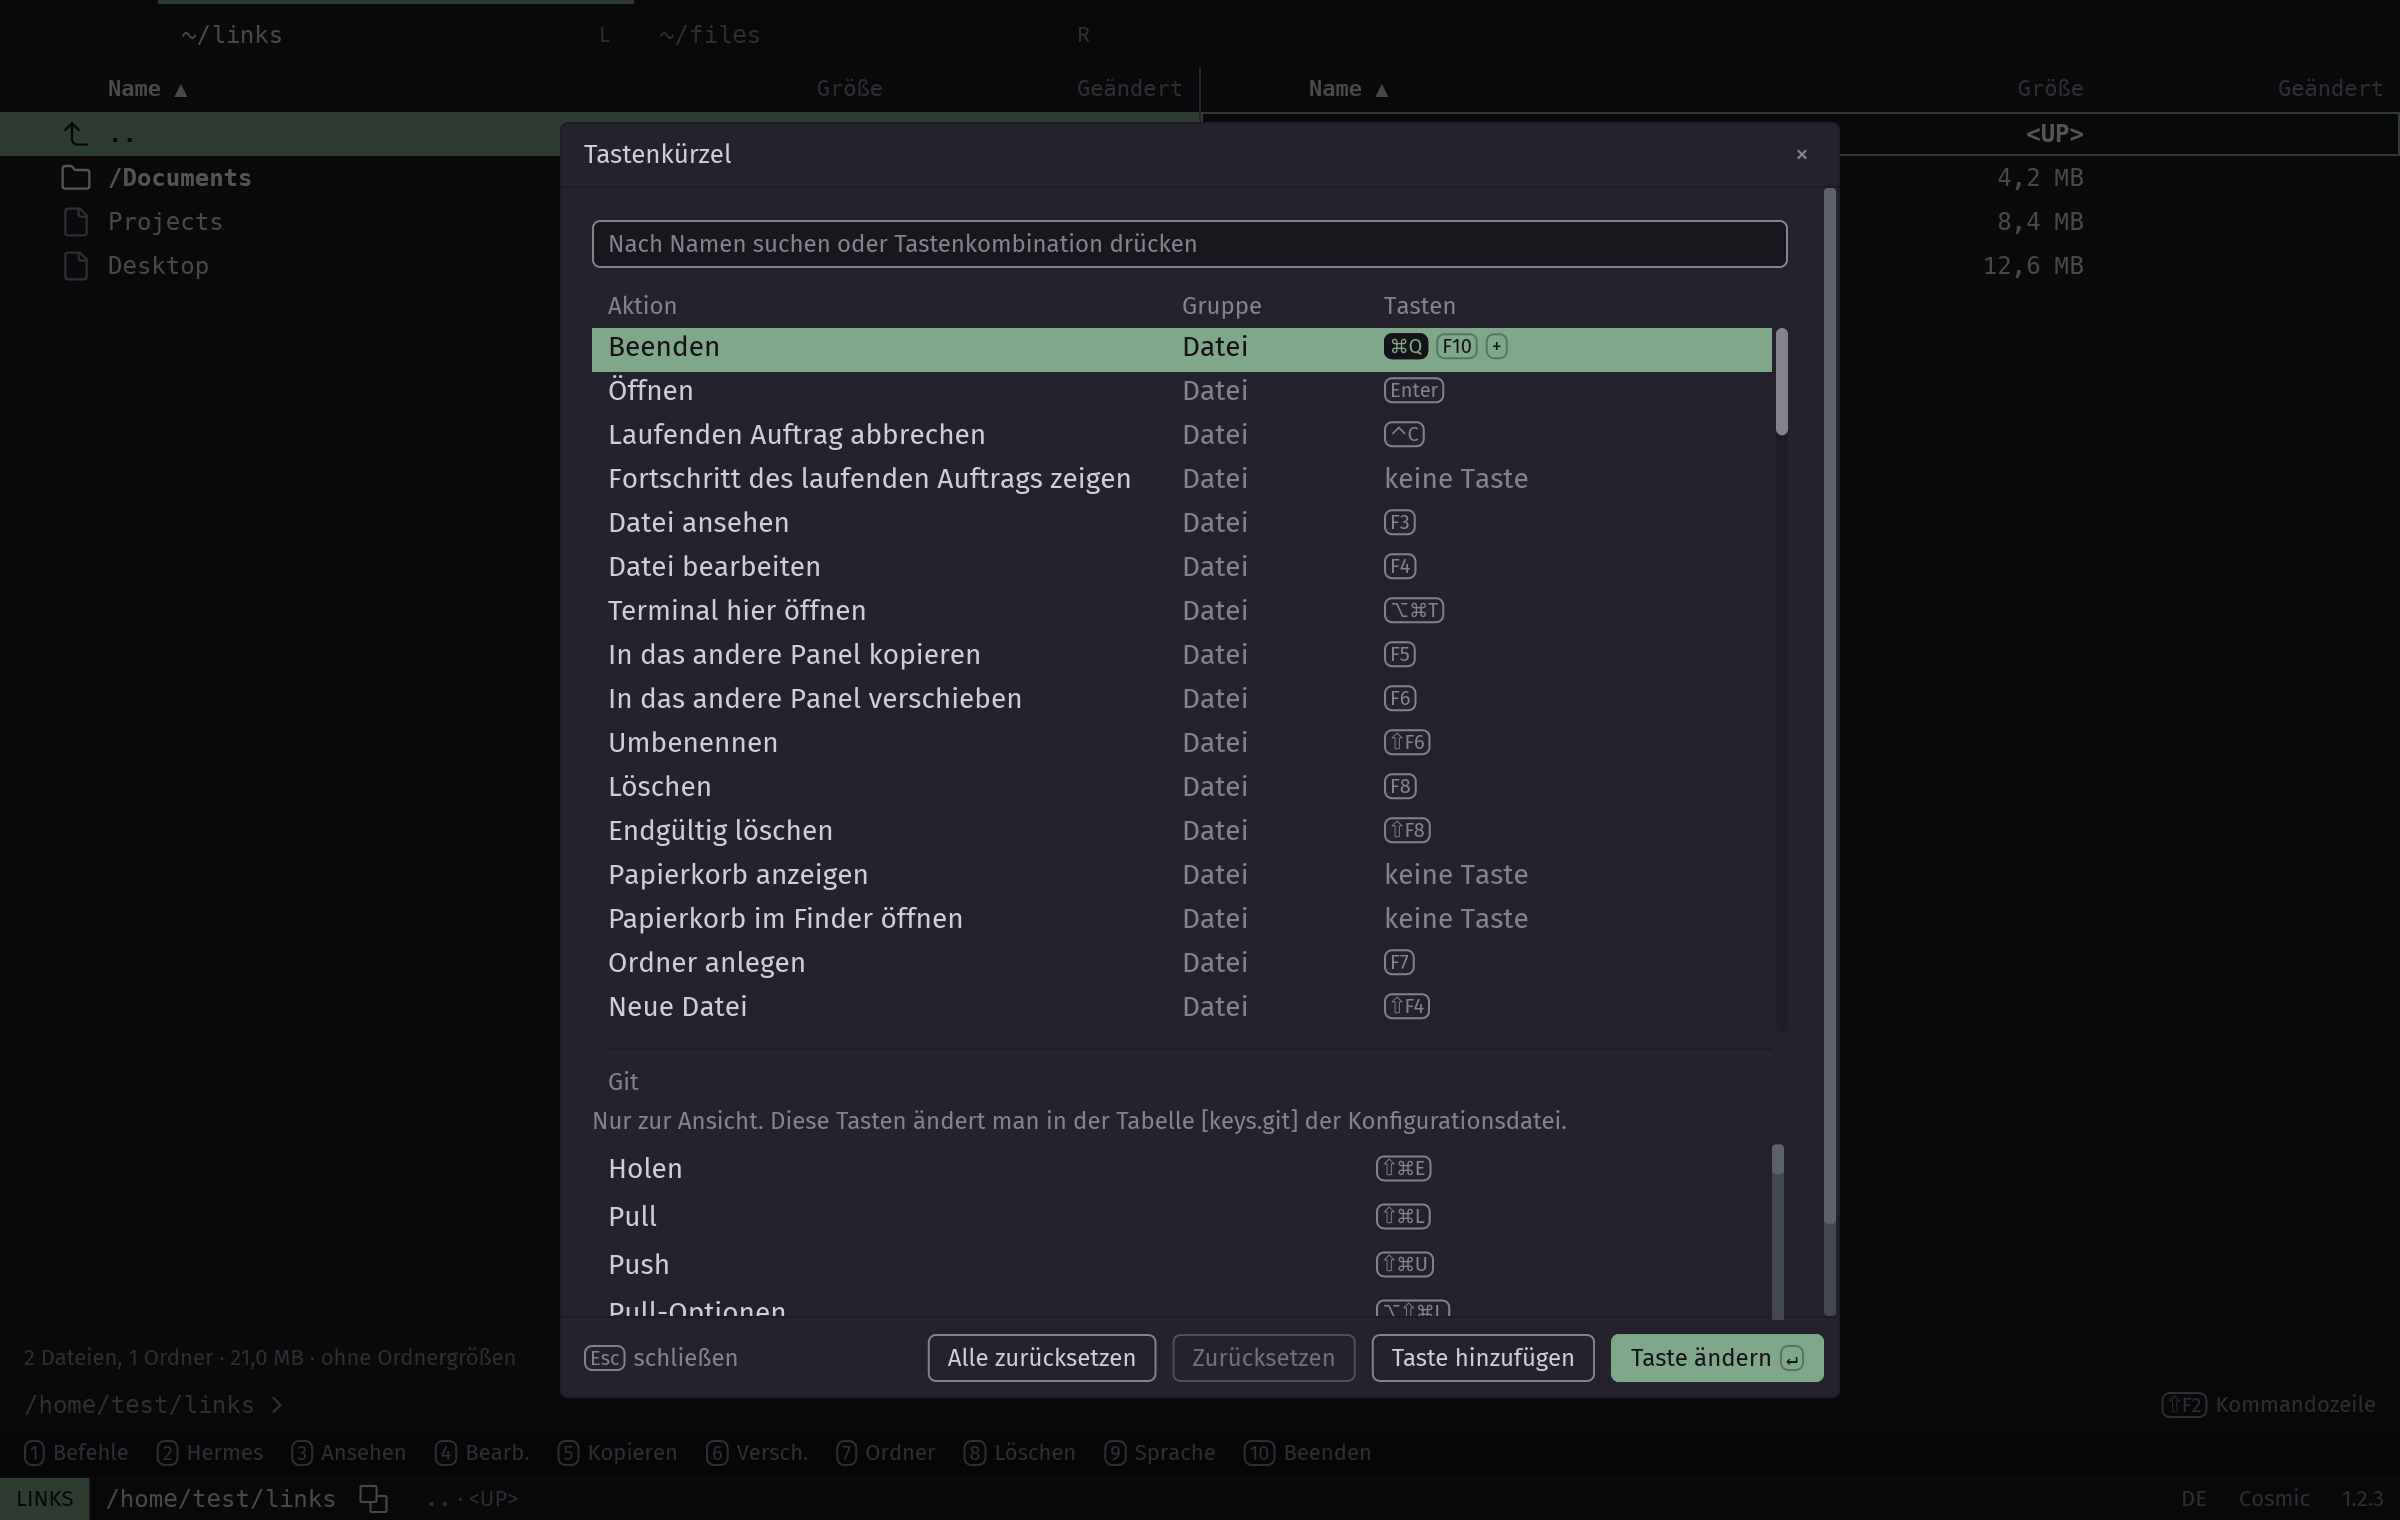 ~/links L ~/files R
Name ▲ Größe Geändert Name ▲ Größe Geändert
.. <UP>
/Documents 4,2 MB
Projects 8,4 MB
Desktop 12,6 MB
Tastenkürzel ×
Nach Namen suchen oder Tastenkombination drücken
Aktion Gruppe Tasten
Beenden Datei ⌘Q F10 +
Öffnen Datei Enter
Laufenden Auftrag abbrechen Datei ^C
Fortschritt des laufenden Auftrags zeigen Datei keine Taste
Datei ansehen Datei F3
Datei bearbeiten Datei F4
Terminal hier öffnen Datei ⌥⌘T
In das andere Panel kopieren Datei F5
In das andere Panel verschieben Datei F6
Umbenennen Datei ⇧F6
Löschen Datei F8
Endgültig löschen Datei ⇧F8
Papierkorb anzeigen Datei keine Taste
Papierkorb im Finder öffnen Datei keine Taste
Ordner anlegen Datei F7
Neue Datei Datei ⇧F4
Git
Nur zur Ansicht. Diese Tasten ändert man in der Tabelle [keys.git] der Konfigurationsdatei.
Holen ⇧⌘E
Pull ⇧⌘L
Push ⇧⌘U
Pull-Optionen ⌥⇧⌘L
Esc schließen Alle zurücksetzen Zurücksetzen Taste hinzufügen Taste ändern ↵
2 Dateien, 1 Ordner · 21,0 MB · ohne Ordnergrößen
/home/test/links > ⇧F2 Kommandozeile
1 Befehle 2 Hermes 3 Ansehen 4 Bearb. 5 Kopieren 6 Versch. 7 Ordner 8 Löschen 9 Sprache 10 Beenden
LINKS /home/test/links .. · <UP> DE Cosmic 1.2.3